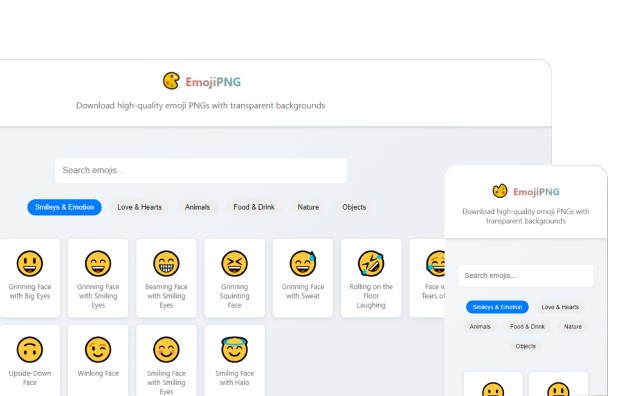 EmojiPNG
Download high-quality emoji PNGs with transparent backgrounds
Search emojis...
Smileys & Emotion
Love & Hearts
Animals
Food & Drink
Nature
Objects
Grinning Face
with Big Eyes
Grinning Face
with Smiling
Eyes
Beaming Face
with Smiling
Eyes
Grinning
Squinting
Face
Grinning Face
with Sweat
Rolling on the
Floor
Laughing
Face w
Tears of
Upside-Down
Face
Winking Face
Smiling Face
with Smiling
Eyes
Smiling Face
with Halo
EmojiPNG
Download high-quality emoji PNGs with
transparent backgrounds
Search emojis...
Smileys & Emotion
Love & Hearts
Animals
Food & Drink
Nature
Objects